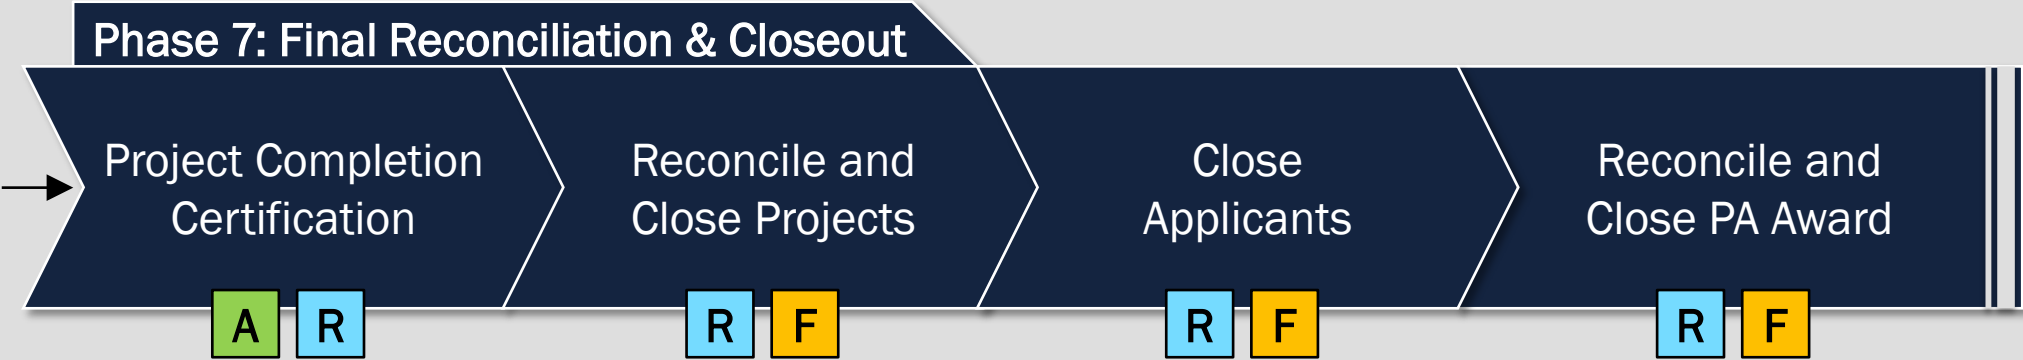 Phase 7: Final Reconciliation & Closeout
Project Completion
Certification
A R
Reconcile and
Close Projects
R F
Close
Applicants
R F
Reconcile and
Close PA Award
R F